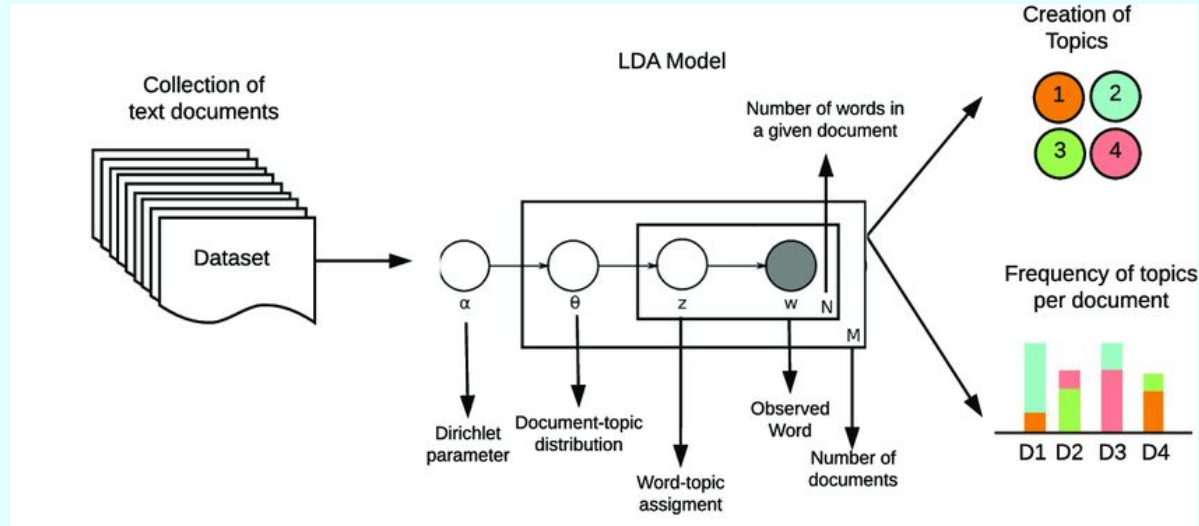 Collection of
text documents
Dataset
LDA Model
Number of words in
a given document
α
θ
z
w
N
M
Dirichlet
parameter
Document-topic
distribution
Word-topic
assigment
Observed
Word
Number of
documents
Creation of
Topics
1
2
3
4
Frequency of topics
per document
D1 D2 D3 D4